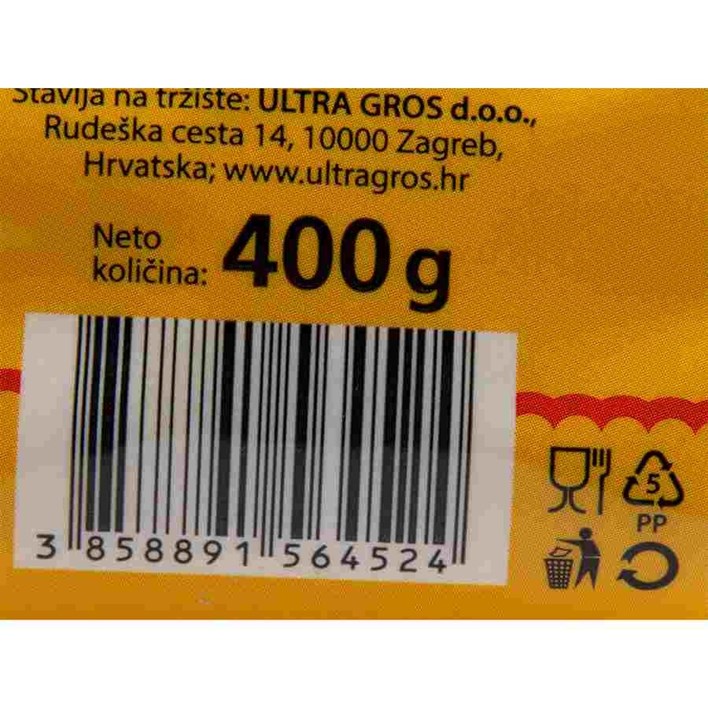 Stavlja na tržište: ULTRA GROS d.o.o.,
Rudeška cesta 14, 10000 Zagreb,
Hrvatska; www.ultragros.hr
Neto
količina: 400 g
5
PP
3 858891 564524